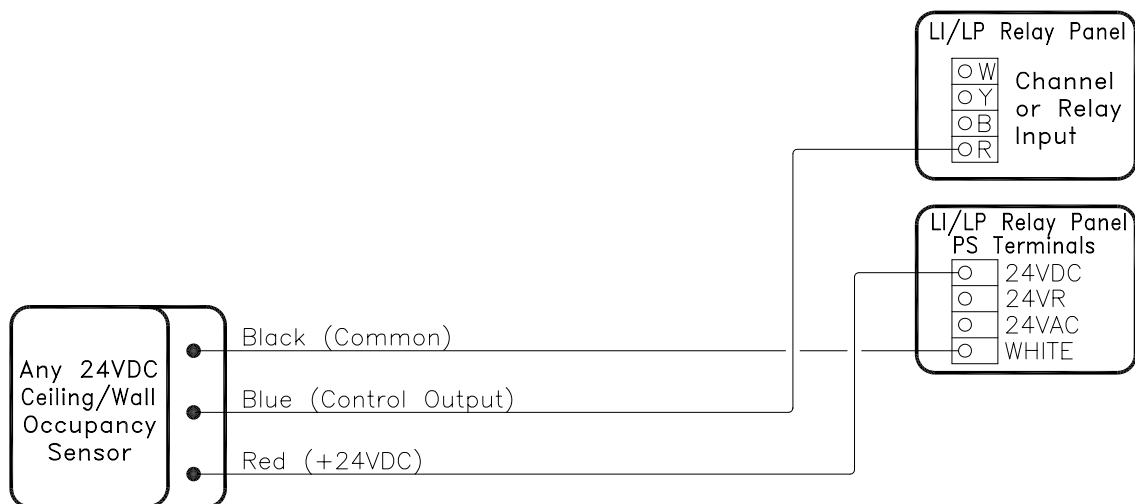 LI/LP Relay Panel
W
Y
B
R
Channel
or Relay
Input
LI/LP Relay Panel
PS Terminals
24VDC
24VR
24VAC
WHITE
Any 24VDC
Ceiling/Wall
Occupancy
Sensor
Black (Common)
Blue (Control Output)
Red (+24VDC)